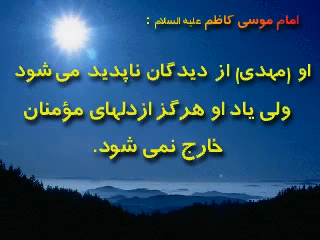 امام موسی کاظم علیه السلام :
او (مهدی) از دیدگان ناپدید می شود
ولی یاد او هرگز ازدلهای مؤمنان
خارج نمی شود.